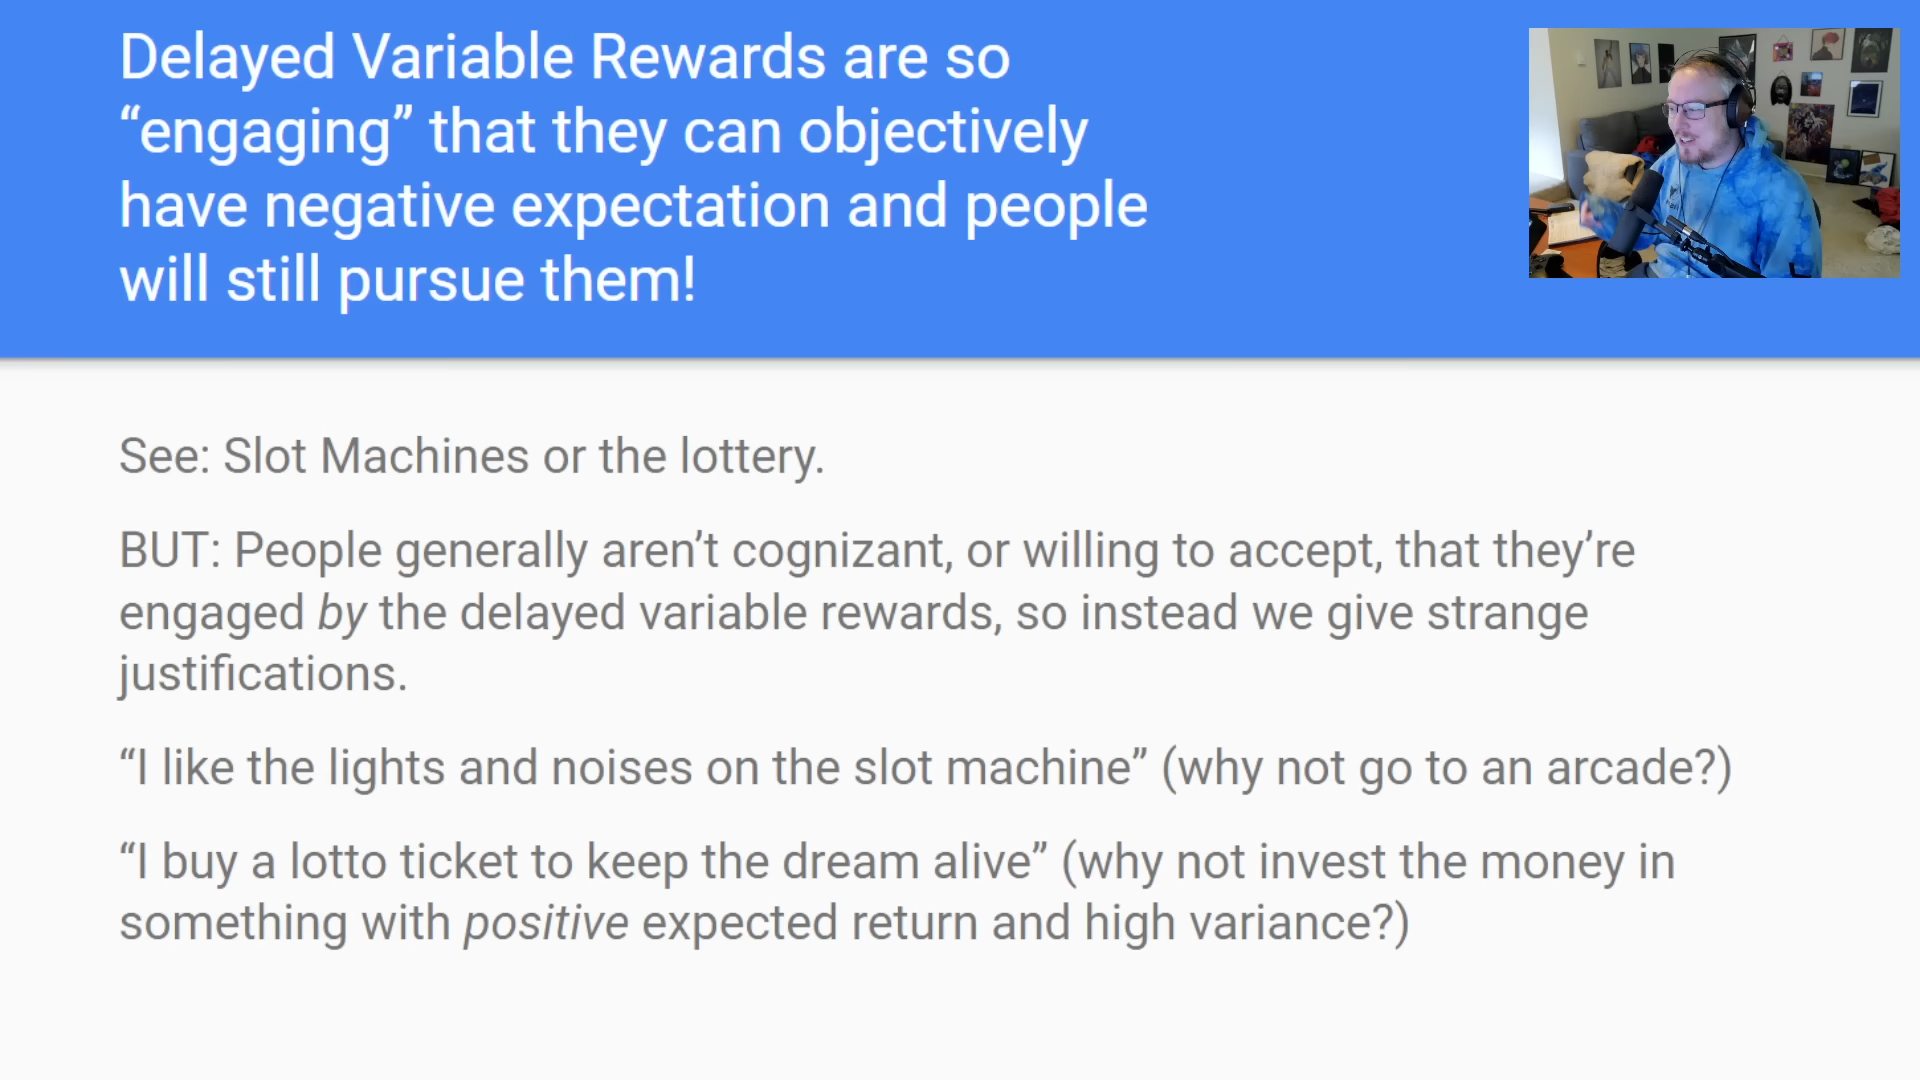 Delayed Variable Rewards are so
“engaging” that they can objectively
have negative expectation and people
will still pursue them!
See: Slot Machines or the lottery.
BUT: People generally aren’t cognizant, or willing to accept, that they’re
engaged by the delayed variable rewards, so instead we give strange
justifications.
“I like the lights and noises on the slot machine” (why not go to an arcade?)
“I buy a lotto ticket to keep the dream alive” (why not invest the money in
something with positive expected return and high variance?)